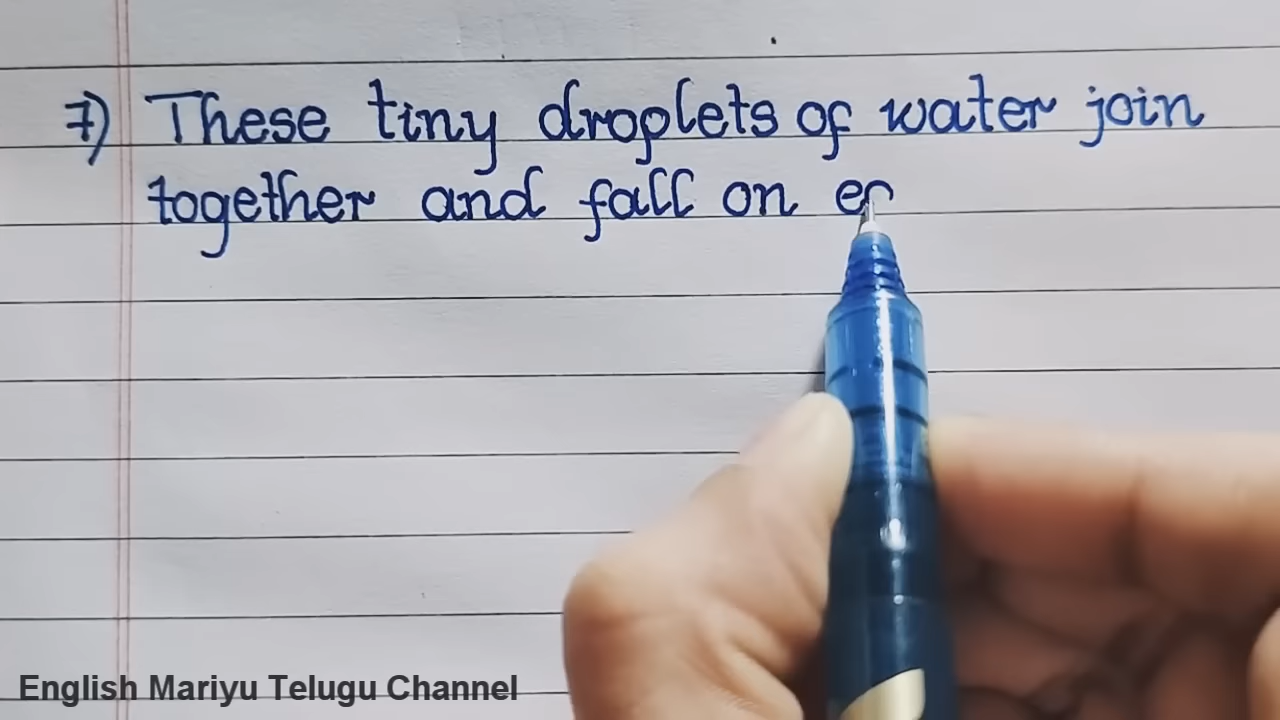 7) These tiny droplets of water join
together and fall on
English Mariyu Telugu Channel